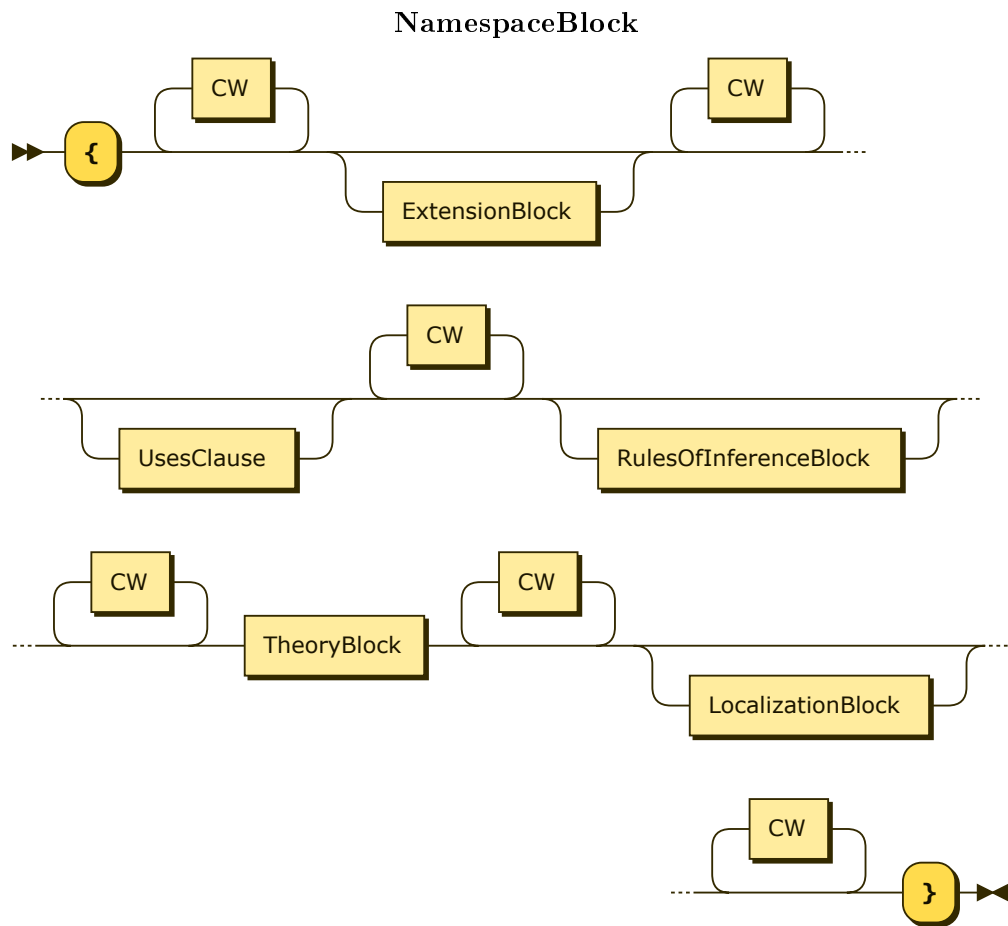 NamespaceBlock
CW CW
{
ExtensionBlock
CW
UsesClause RulesOfInferenceBlock
CW CW
TheoryBlock
LocalizationBlock
CW
}